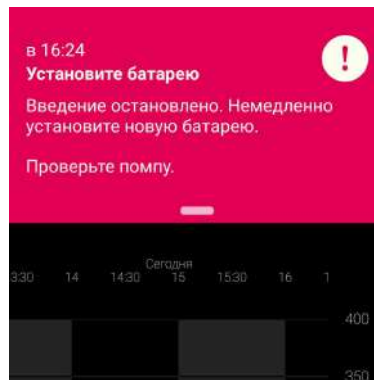 в 16:24
Установите батарею
Введение остановлено. Немедленно
установите новую батарею.
Проверьте помпу.
Сегодня
3:30 14 14:30 15 15:30 16 1
400
350